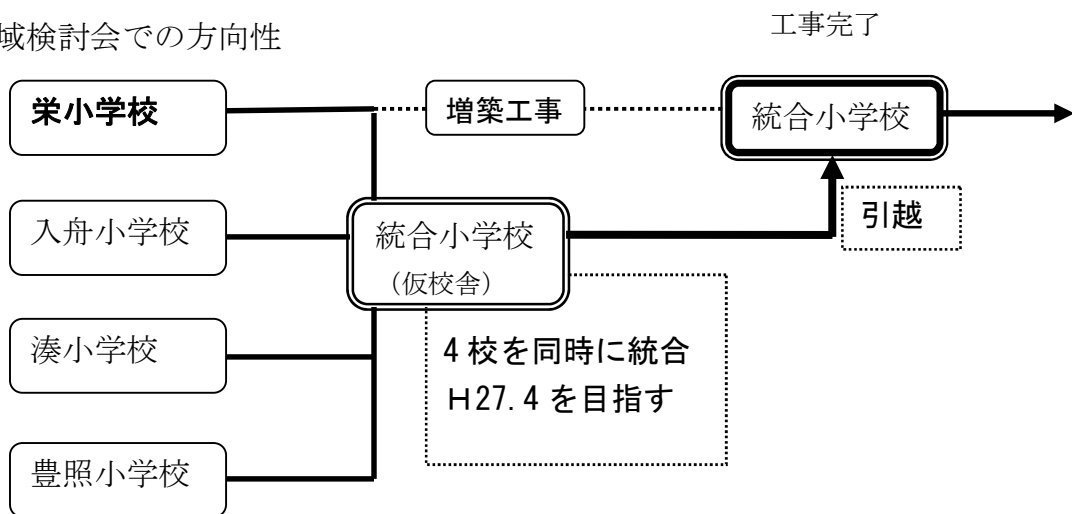 域検討会での方向性
工事完了
栄小学校
増築工事
統合小学校
入舟小学校
統合小学校
（仮校舎）
引越
湊小学校
4校を同時に統合
H27.4を目指す
豊照小学校